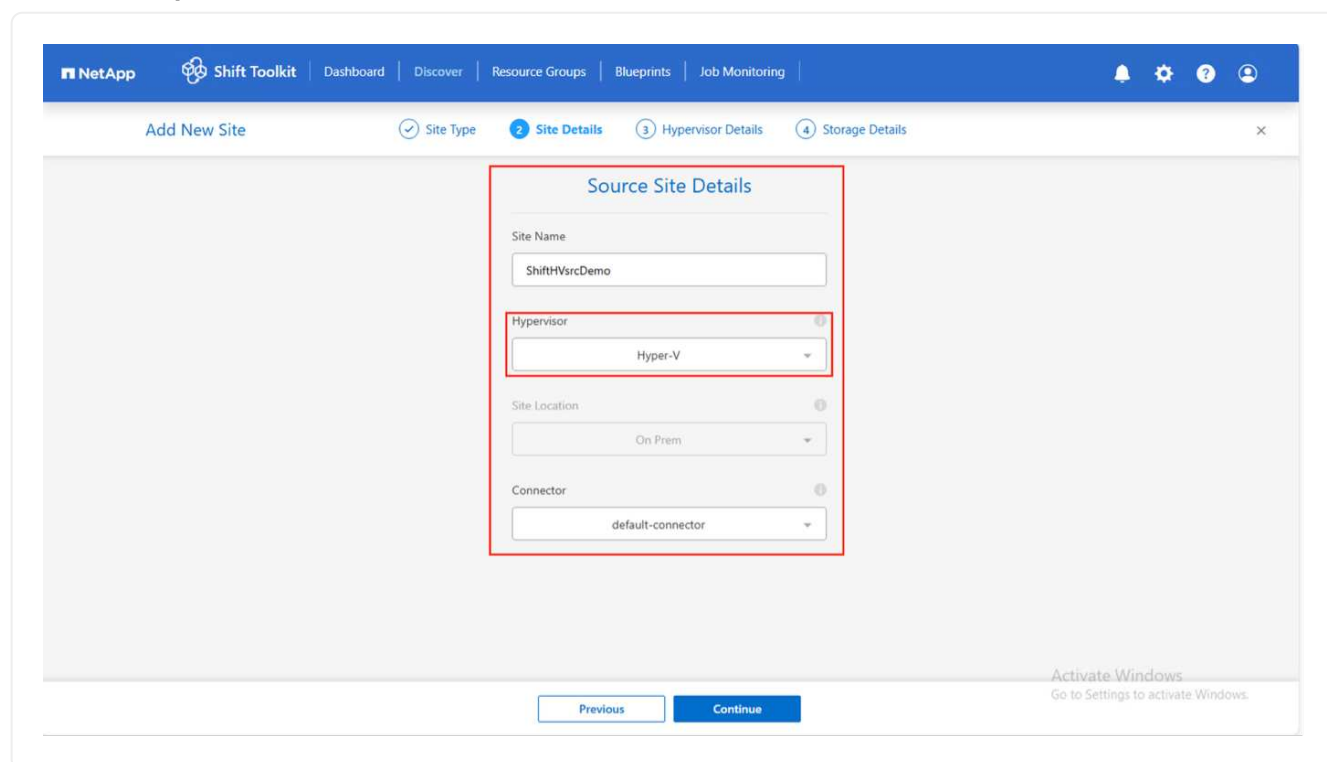 NetApp Shift Toolkit Dashboard Discover Resource Groups Blueprints Job Monitoring
Add New Site Site Type 2 Site Details 3 Hypervisor Details 4 Storage Details
Source Site Details
Site Name
ShiftHVsrcDemo
Hypervisor
Hyper-V
Site Location
On Prem
Connector
default-connector
Activate Windows
Go to Settings to activate Windows.
Previous Continue